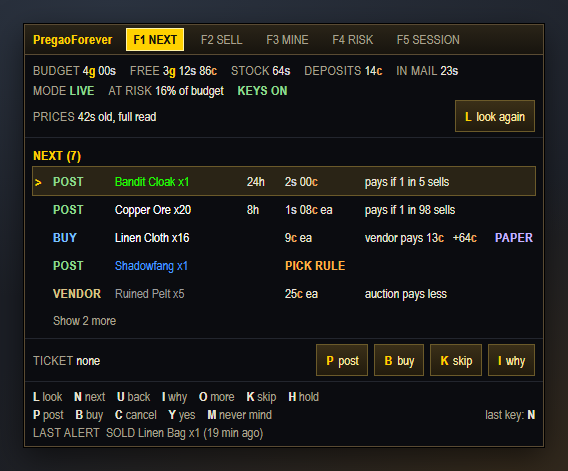 PregaoForever F1 NEXT F2 SELL F3 MINE F4 RISK F5 SESSION
BUDGET 4g 00s FREE 3g 12s 86c STOCK 64s DEPOSITS 14c IN MAIL 23s
MODE LIVE AT RISK 16% of budget KEYS ON
PRICES 42s old, full read L look again
NEXT (7)
> POST Bandit Cloak x1 24h 2s 00c pays if 1 in 5 sells
POST Copper Ore x20 8h 1s 08c ea pays if 1 in 98 sells
BUY Linen Cloth x16 9c ea vendor pays 13c +64c PAPER
POST Shadowfang x1 PICK RULE
VENDOR Ruined Pelt x5 25c ea auction pays less
Show 2 more
TICKET none P post B buy K skip I why
L look N next U back I why O more K skip H hold
P post B buy C cancel Y yes M never mind last key: N
LAST ALERT SOLD Linen Bag x1 (19 min ago)